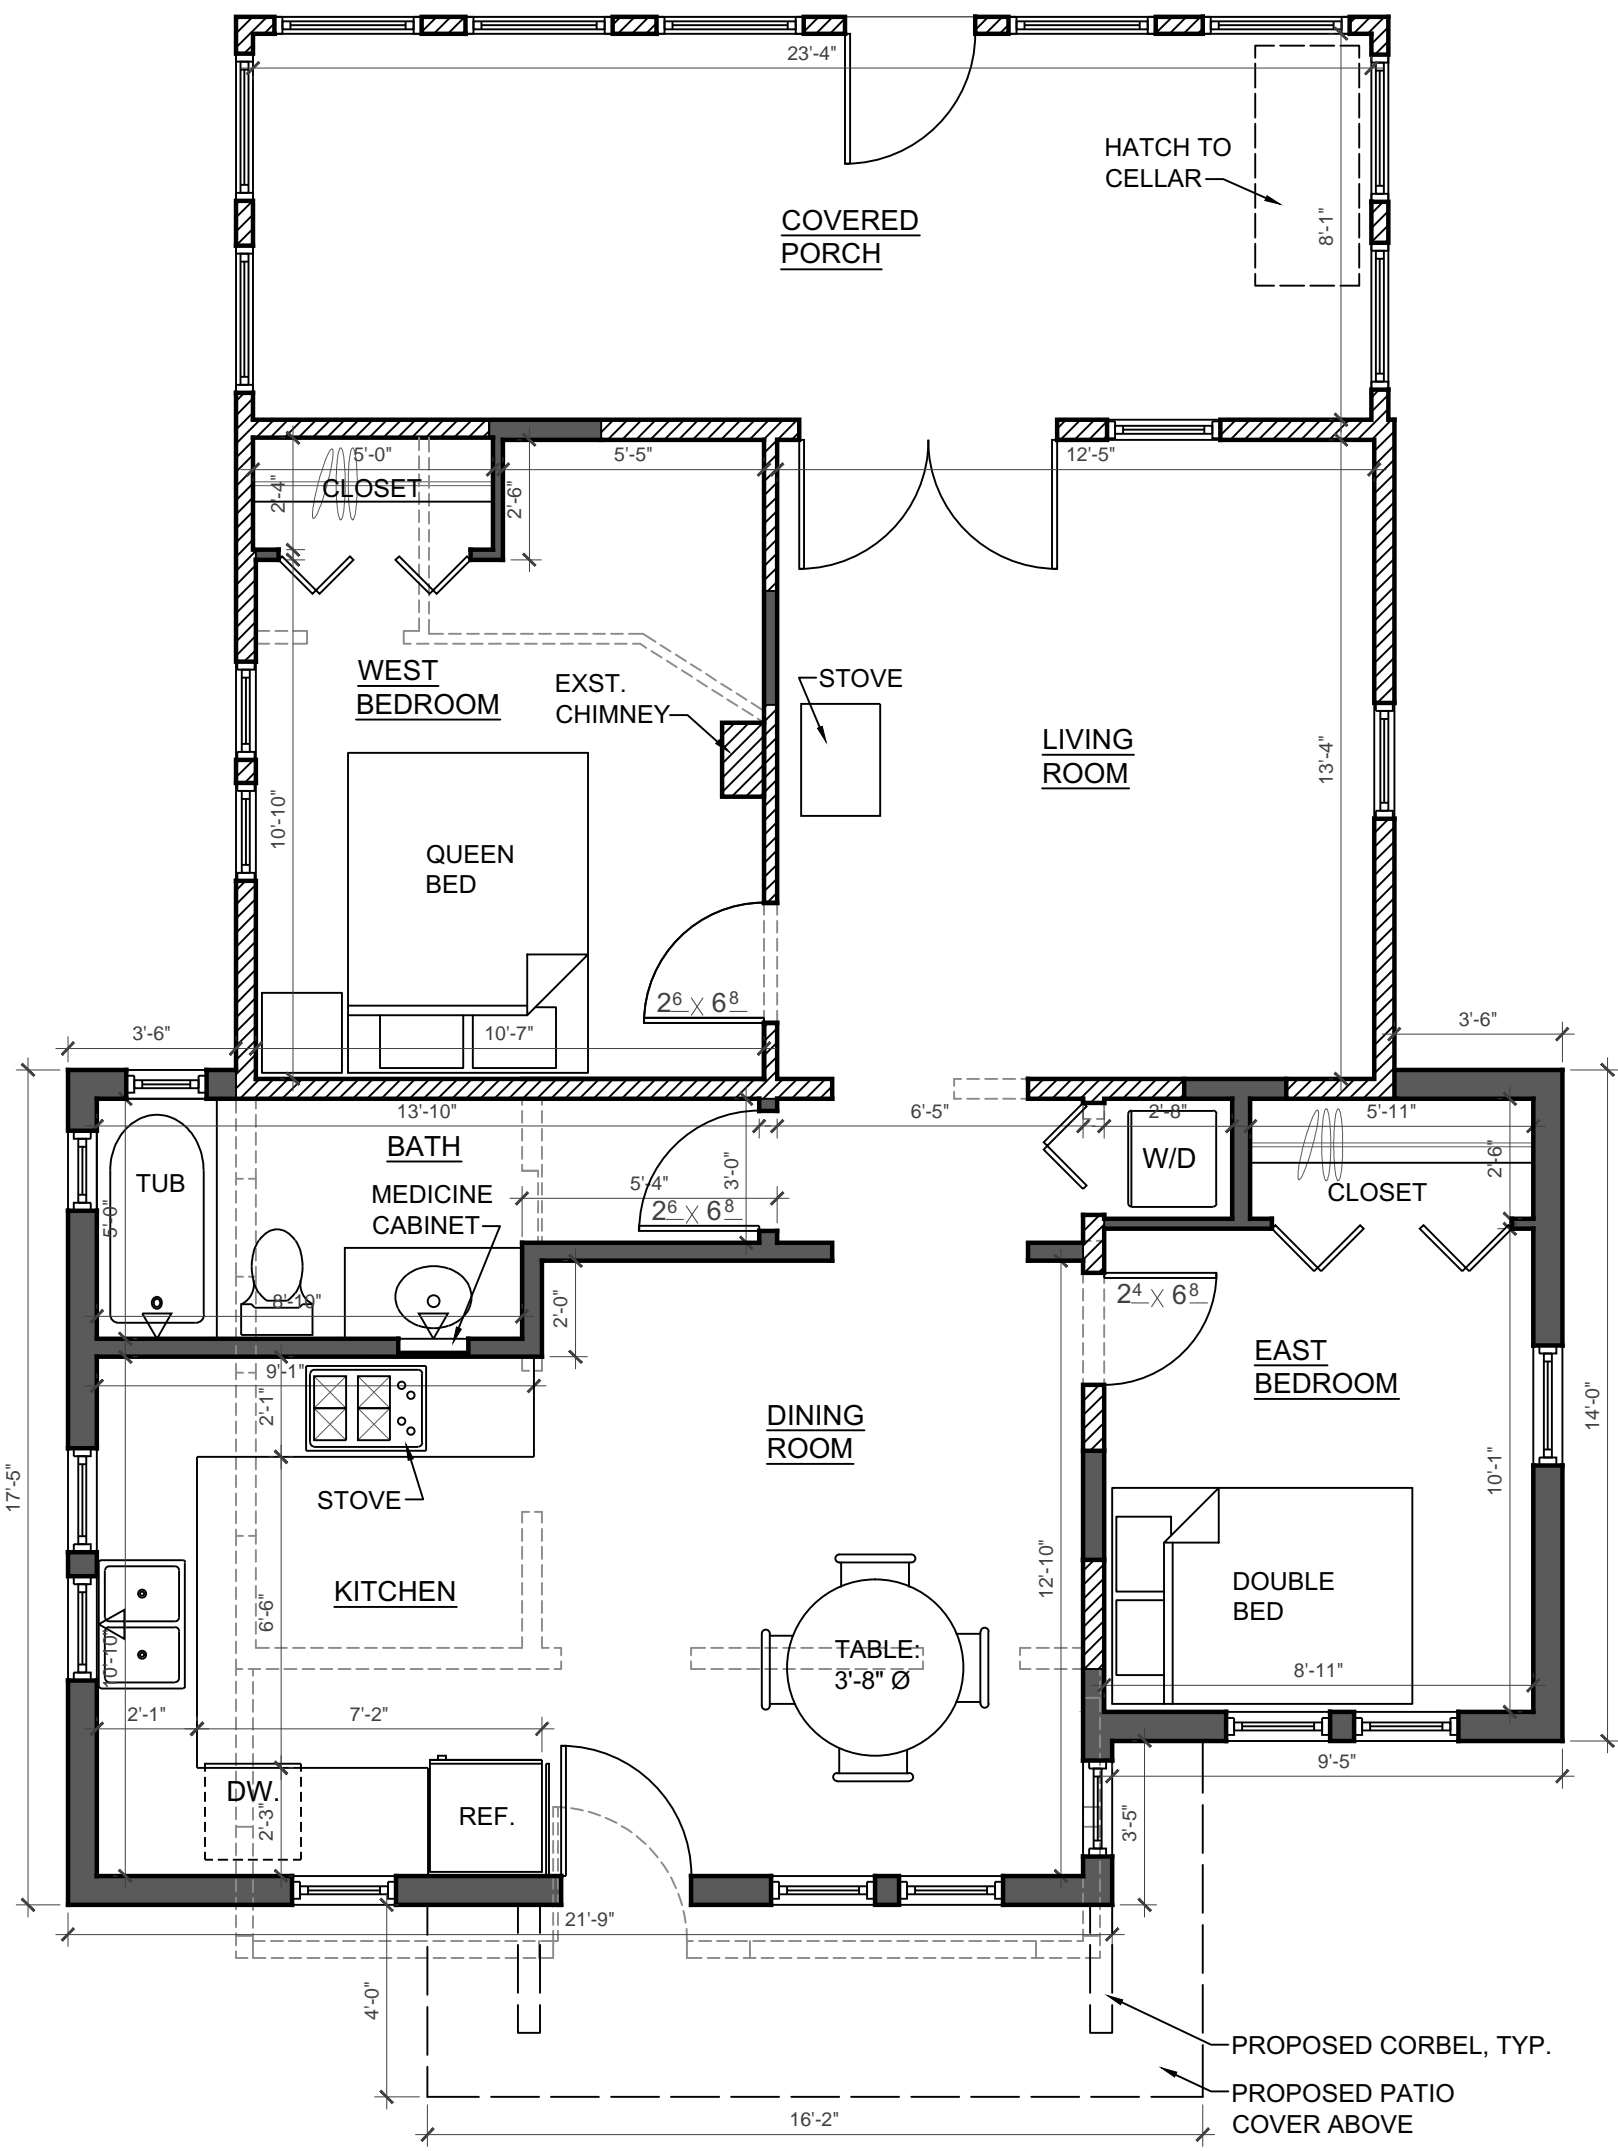 23'-4"
HATCH TO
CELLAR
COVERED
PORCH
8'-1"
5'-0"
5'-5"
12'-5"
CLOSET
2'-4"
2'-6"
WEST
BEDROOM
EXST.
CHIMNEY
STOVE
LIVING
ROOM
13'-4"
10'-10"
QUEEN
BED
2⁶ X 6⁸
3'-6"
10'-7"
3'-6"
13'-10"
6'-5"
2'-8"
5'-11"
BATH
TUB
W/D
2'-6"
CLOSET
MEDICINE
CABINET
5'-4"
3'-0"
2⁶ X 6⁸
5'-0"
8'-10"
2'-0"
2⁴ X 6⁸
EAST
BEDROOM
14'-0"
9'-1"
2'-1"
DINING
ROOM
10'-1"
17'-5"
STOVE
KITCHEN
6'-6"
12'-10"
DOUBLE
BED
10'-10"
TABLE:
3'-8" Ø
8'-11"
2'-1"
7'-2"
9'-5"
DW.
2'-3"
REF.
3'-5"
21'-9"
4'-0"
PROPOSED CORBEL, TYP.
PROPOSED PATIO
COVER ABOVE
16'-2"